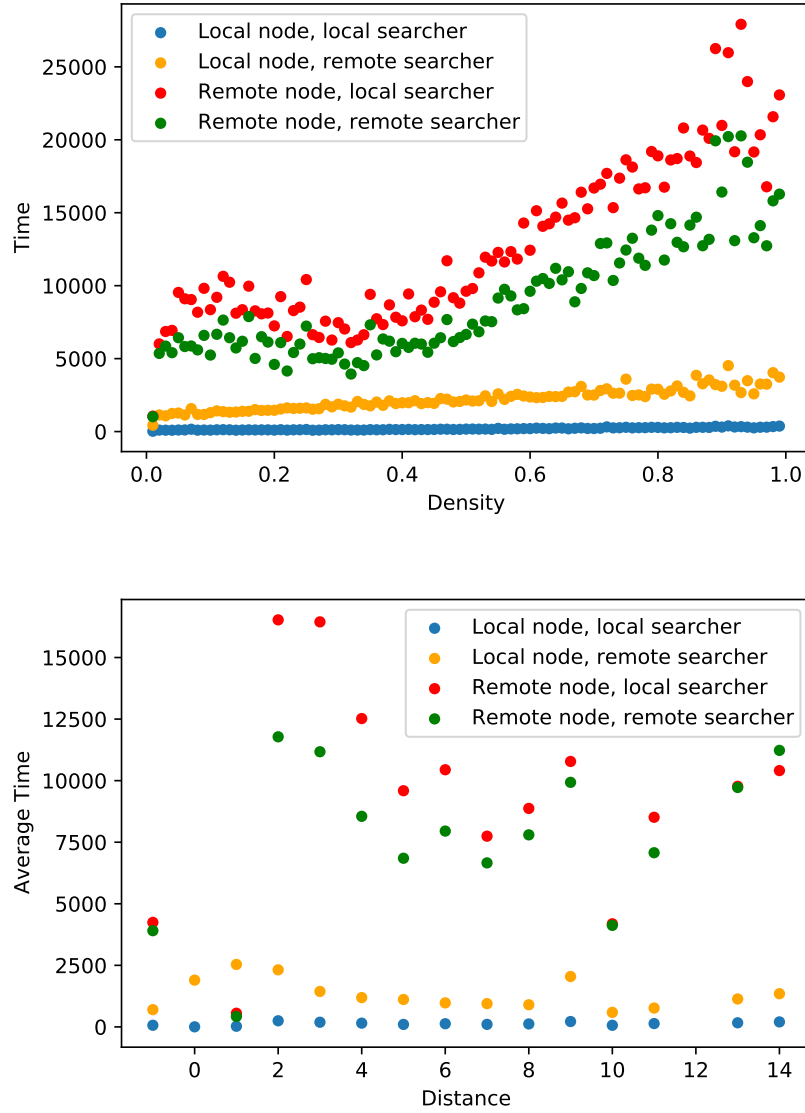 Local node, local searcher
Local node, remote searcher
Remote node, local searcher
Remote node, remote searcher
25000
20000
15000
10000
5000
0
Time
0.0 0.2 0.4 0.6 0.8 1.0
Density
Local node, local searcher
Local node, remote searcher
Remote node, local searcher
Remote node, remote searcher
15000
12500
10000
7500
5000
2500
0
Average Time
0 2 4 6 8 10 12 14
Distance